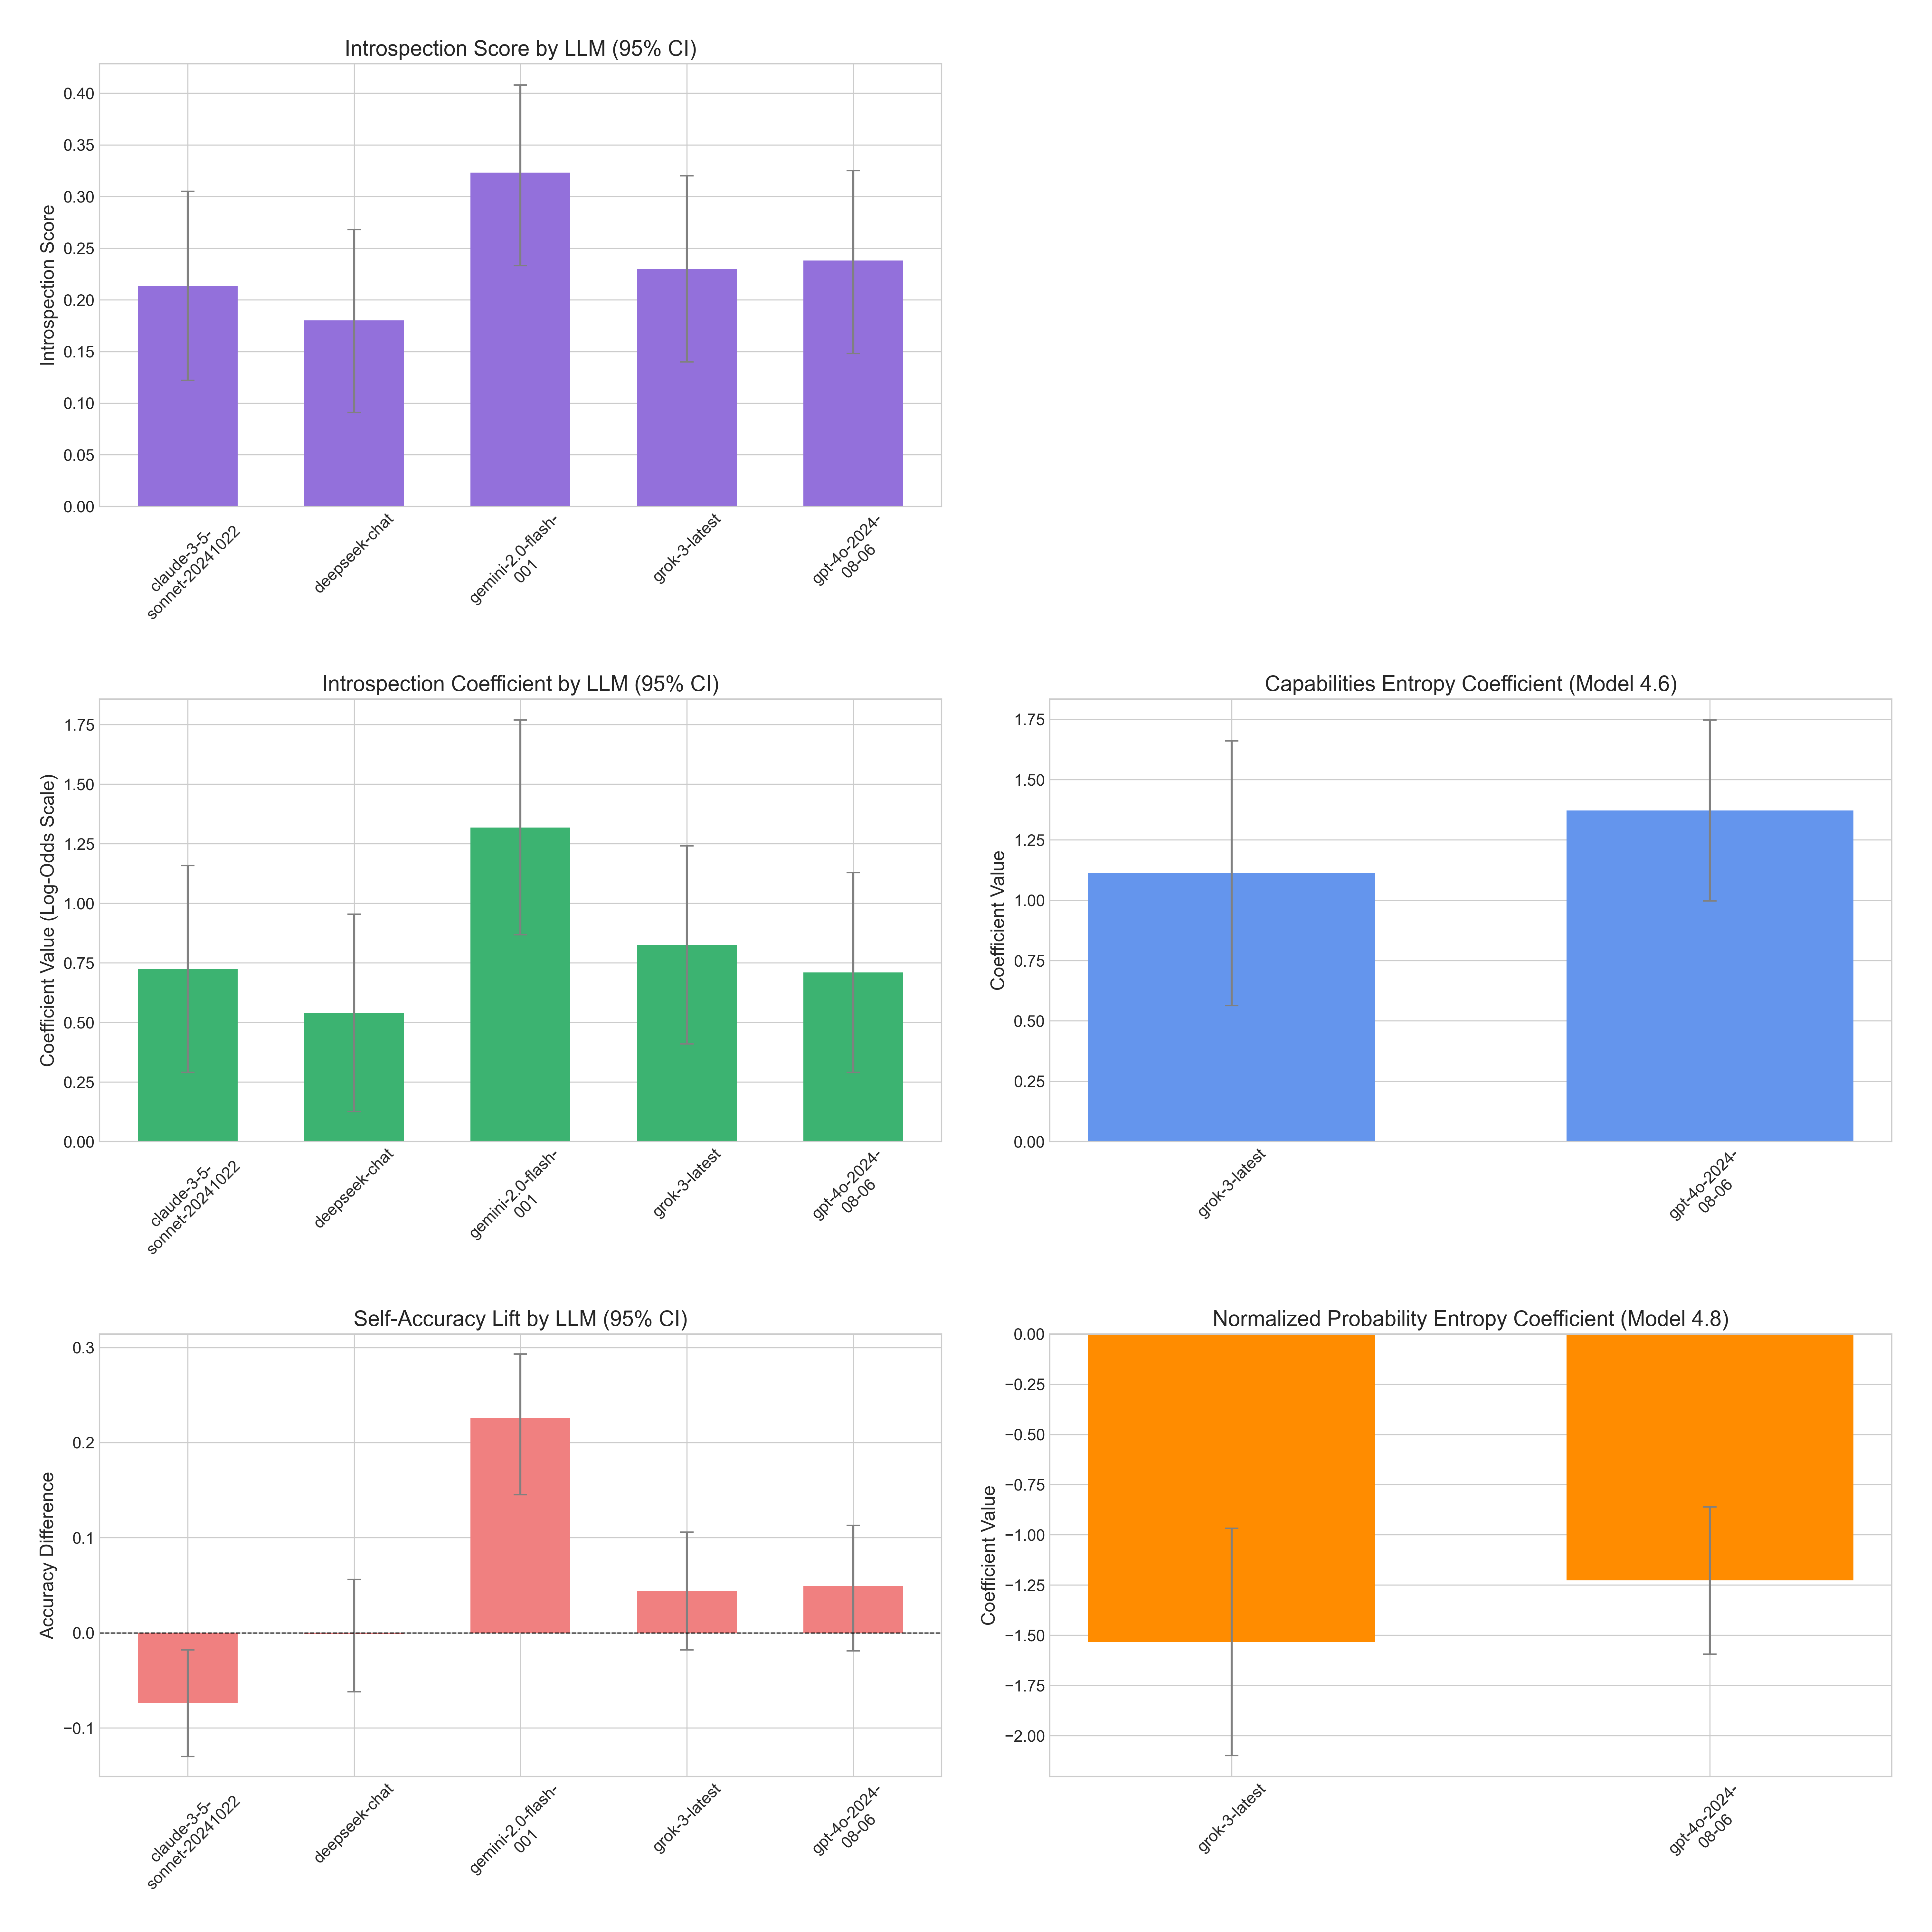 Introspection Score by LLM (95% CI)
Introspection Score
0.40
0.35
0.30
0.25
0.20
0.15
0.10
0.05
0.00
claude-3-5-
sonnet-20241022
deepseek-chat
gemini-2.0-flash-
001
grok-3-latest
gpt-4o-2024-
08-06
Introspection Coefficient by LLM (95% CI)
Coefficient Value (Log-Odds Scale)
1.75
1.50
1.25
1.00
0.75
0.50
0.25
0.00
claude-3-5-
sonnet-20241022
deepseek-chat
gemini-2.0-flash-
001
grok-3-latest
gpt-4o-2024-
08-06
Capabilities Entropy Coefficient (Model 4.6)
Coefficient Value
1.75
1.50
1.25
1.00
0.75
0.50
0.25
0.00
grok-3-latest
gpt-4o-2024-
08-06
Self-Accuracy Lift by LLM (95% CI)
Accuracy Difference
0.3
0.2
0.1
0.0
−0.1
claude-3-5-
sonnet-20241022
deepseek-chat
gemini-2.0-flash-
001
grok-3-latest
gpt-4o-2024-
08-06
Normalized Probability Entropy Coefficient (Model 4.8)
Coefficient Value
0.00
−0.25
−0.50
−0.75
−1.00
−1.25
−1.50
−1.75
−2.00
grok-3-latest
gpt-4o-2024-
08-06